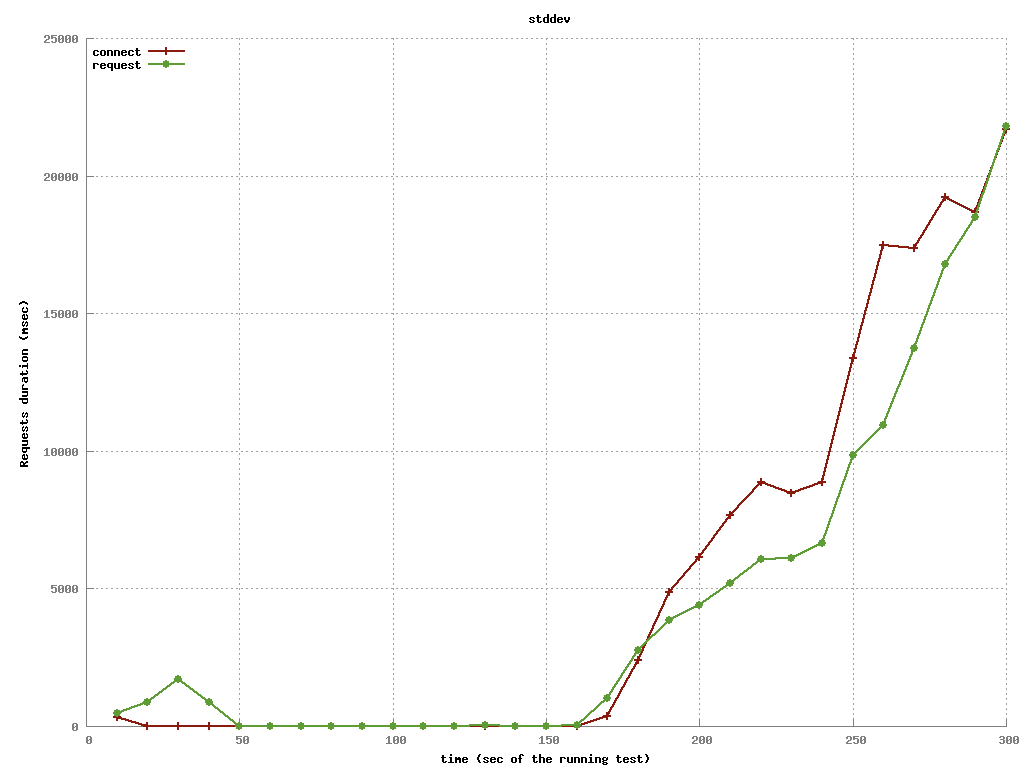 stddev
25000
connect
request
20000
15000
Requests duration (msec)
10000
5000
0
0 50 100 150 200 250 300
time (sec of the running test)